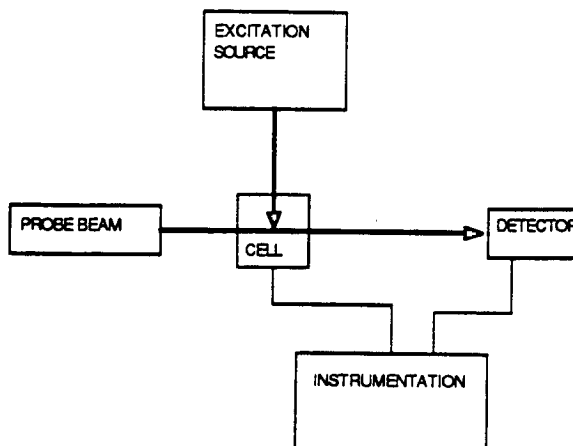 EXCITATION
SOURCE
PROBE BEAM
CELL
DETECTOR
INSTRUMENTATION